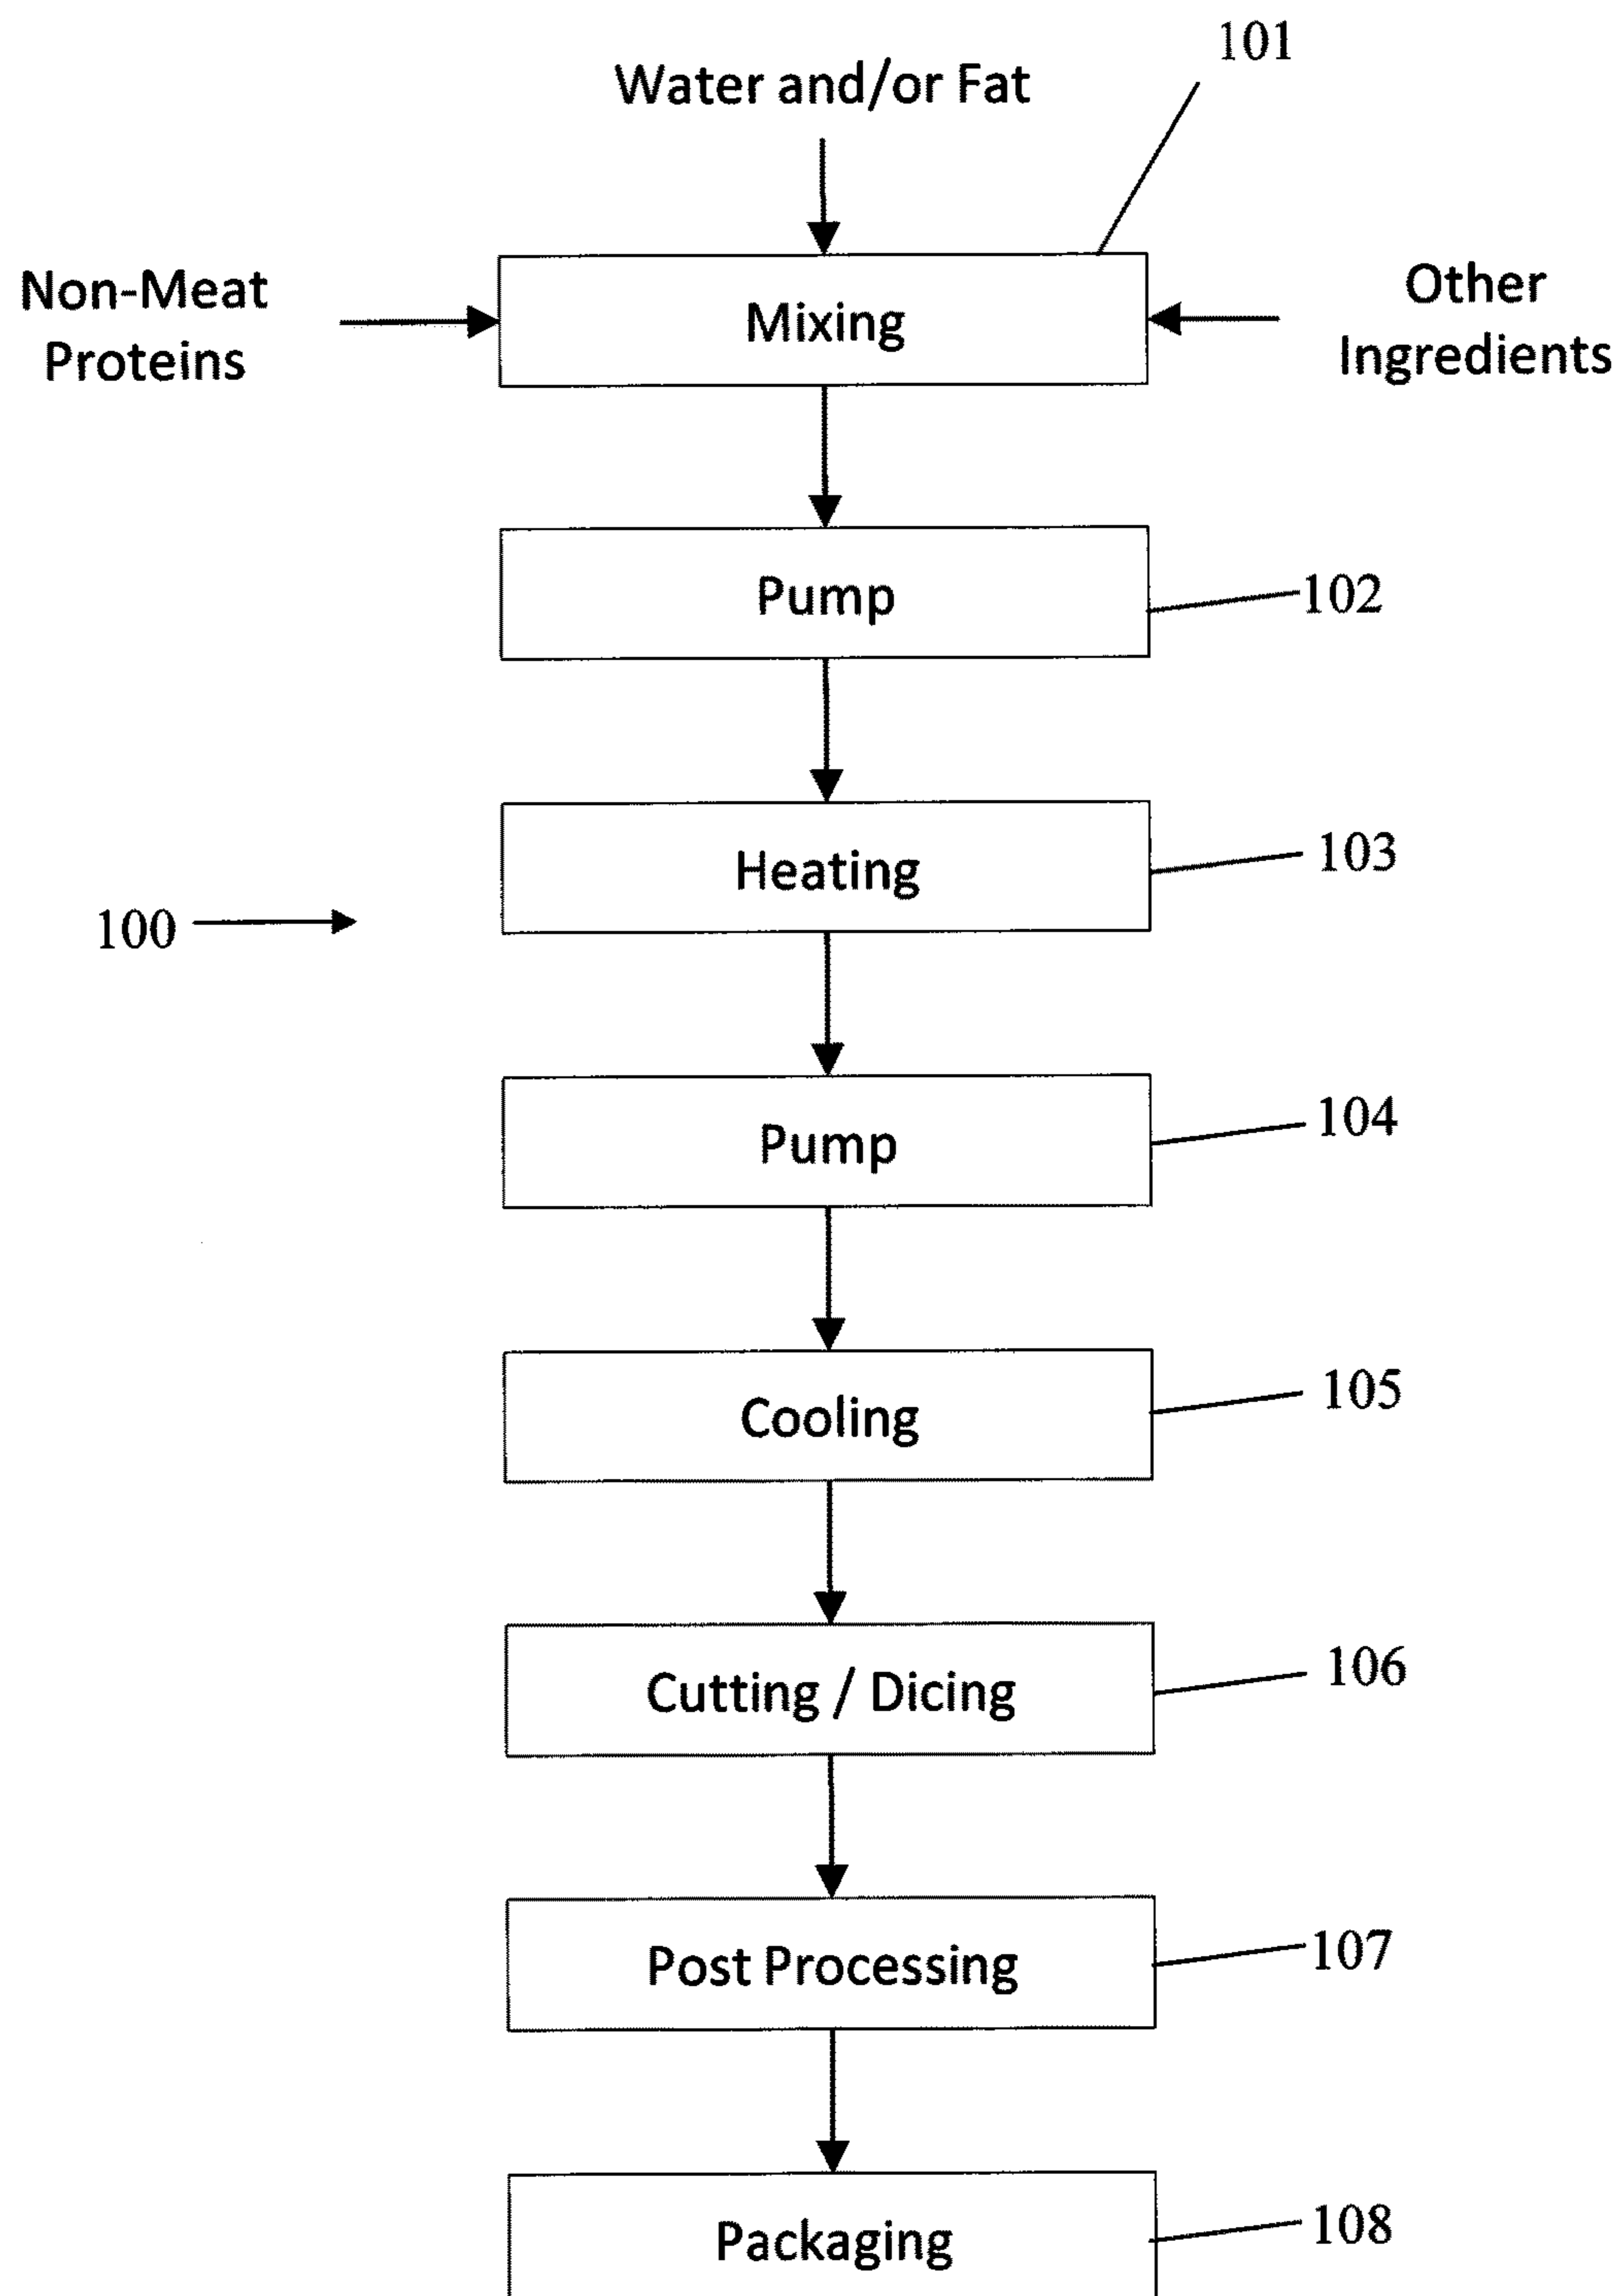 101
Water and/or Fat
Non-Meat
Proteins
Mixing
Other
Ingredients
Pump
102
Heating
103
100
Pump
104
Cooling
105
Cutting / Dicing
106
Post Processing
107
Packaging
108